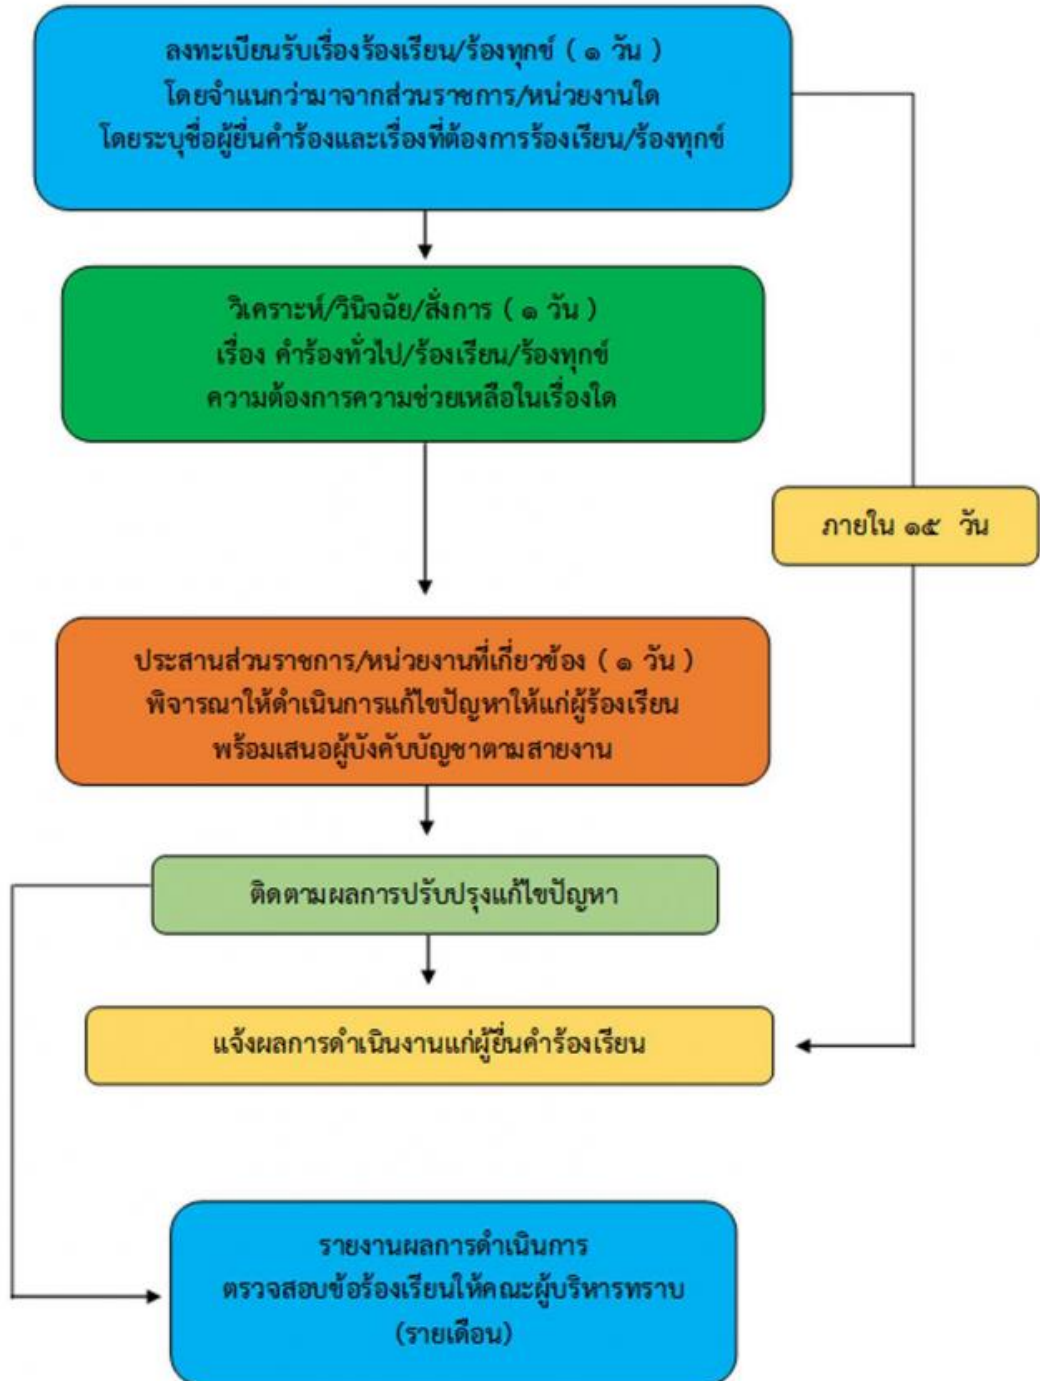 ลงทะเบียนรับเรื่องร้องเรียน/ร้องทุกข์ ( ๑ วัน )
โดยจำแนกว่ามาจากส่วนราชการ/หน่วยงานใด
โดยระบุชื่อผู้ยื่นคำร้องและเรื่องที่ต้องการร้องเรียน/ร้องทุกข์
วิเคราะห์/วินิจฉัย/สั่งการ ( ๑ วัน )
เรื่อง คำร้องทั่วไป/ร้องเรียน/ร้องทุกข์
ความต้องการความช่วยเหลือในเรื่องใด
ภายใน ๑๕ วัน
ประสานส่วนราชการ/หน่วยงานที่เกี่ยวข้อง ( ๑ วัน )
พิจารณาให้ดำเนินการแก้ไขปัญหาให้แก่ผู้ร้องเรียน
พร้อมเสนอผู้บังคับบัญชาตามสายงาน
ติดตามผลการปรับปรุงแก้ไขปัญหา
แจ้งผลการดำเนินงานแก่ผู้ยื่นคำร้องเรียน
รายงานผลการดำเนินการ
ตรวจสอบข้อร้องเรียนให้คณะผู้บริหารทราบ
(รายเดือน)